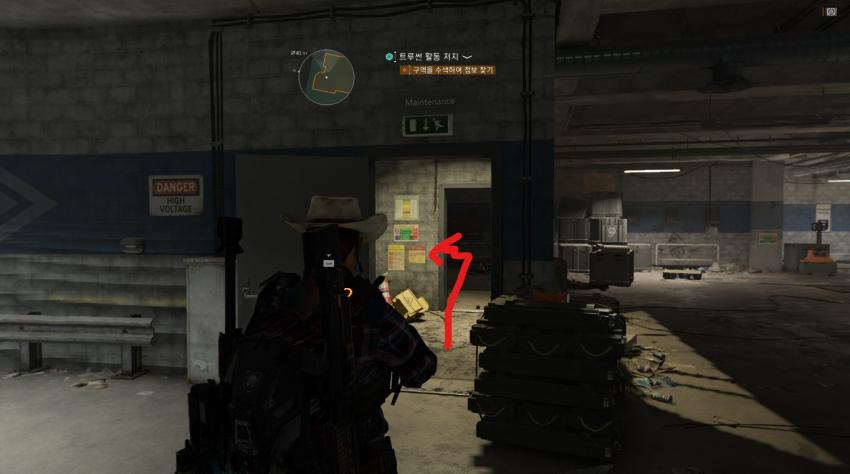 트루썬 활동 저지
구역을 수색하여 정보 찾기
Maintenance
DANGER
HIGH
VOLTAGE